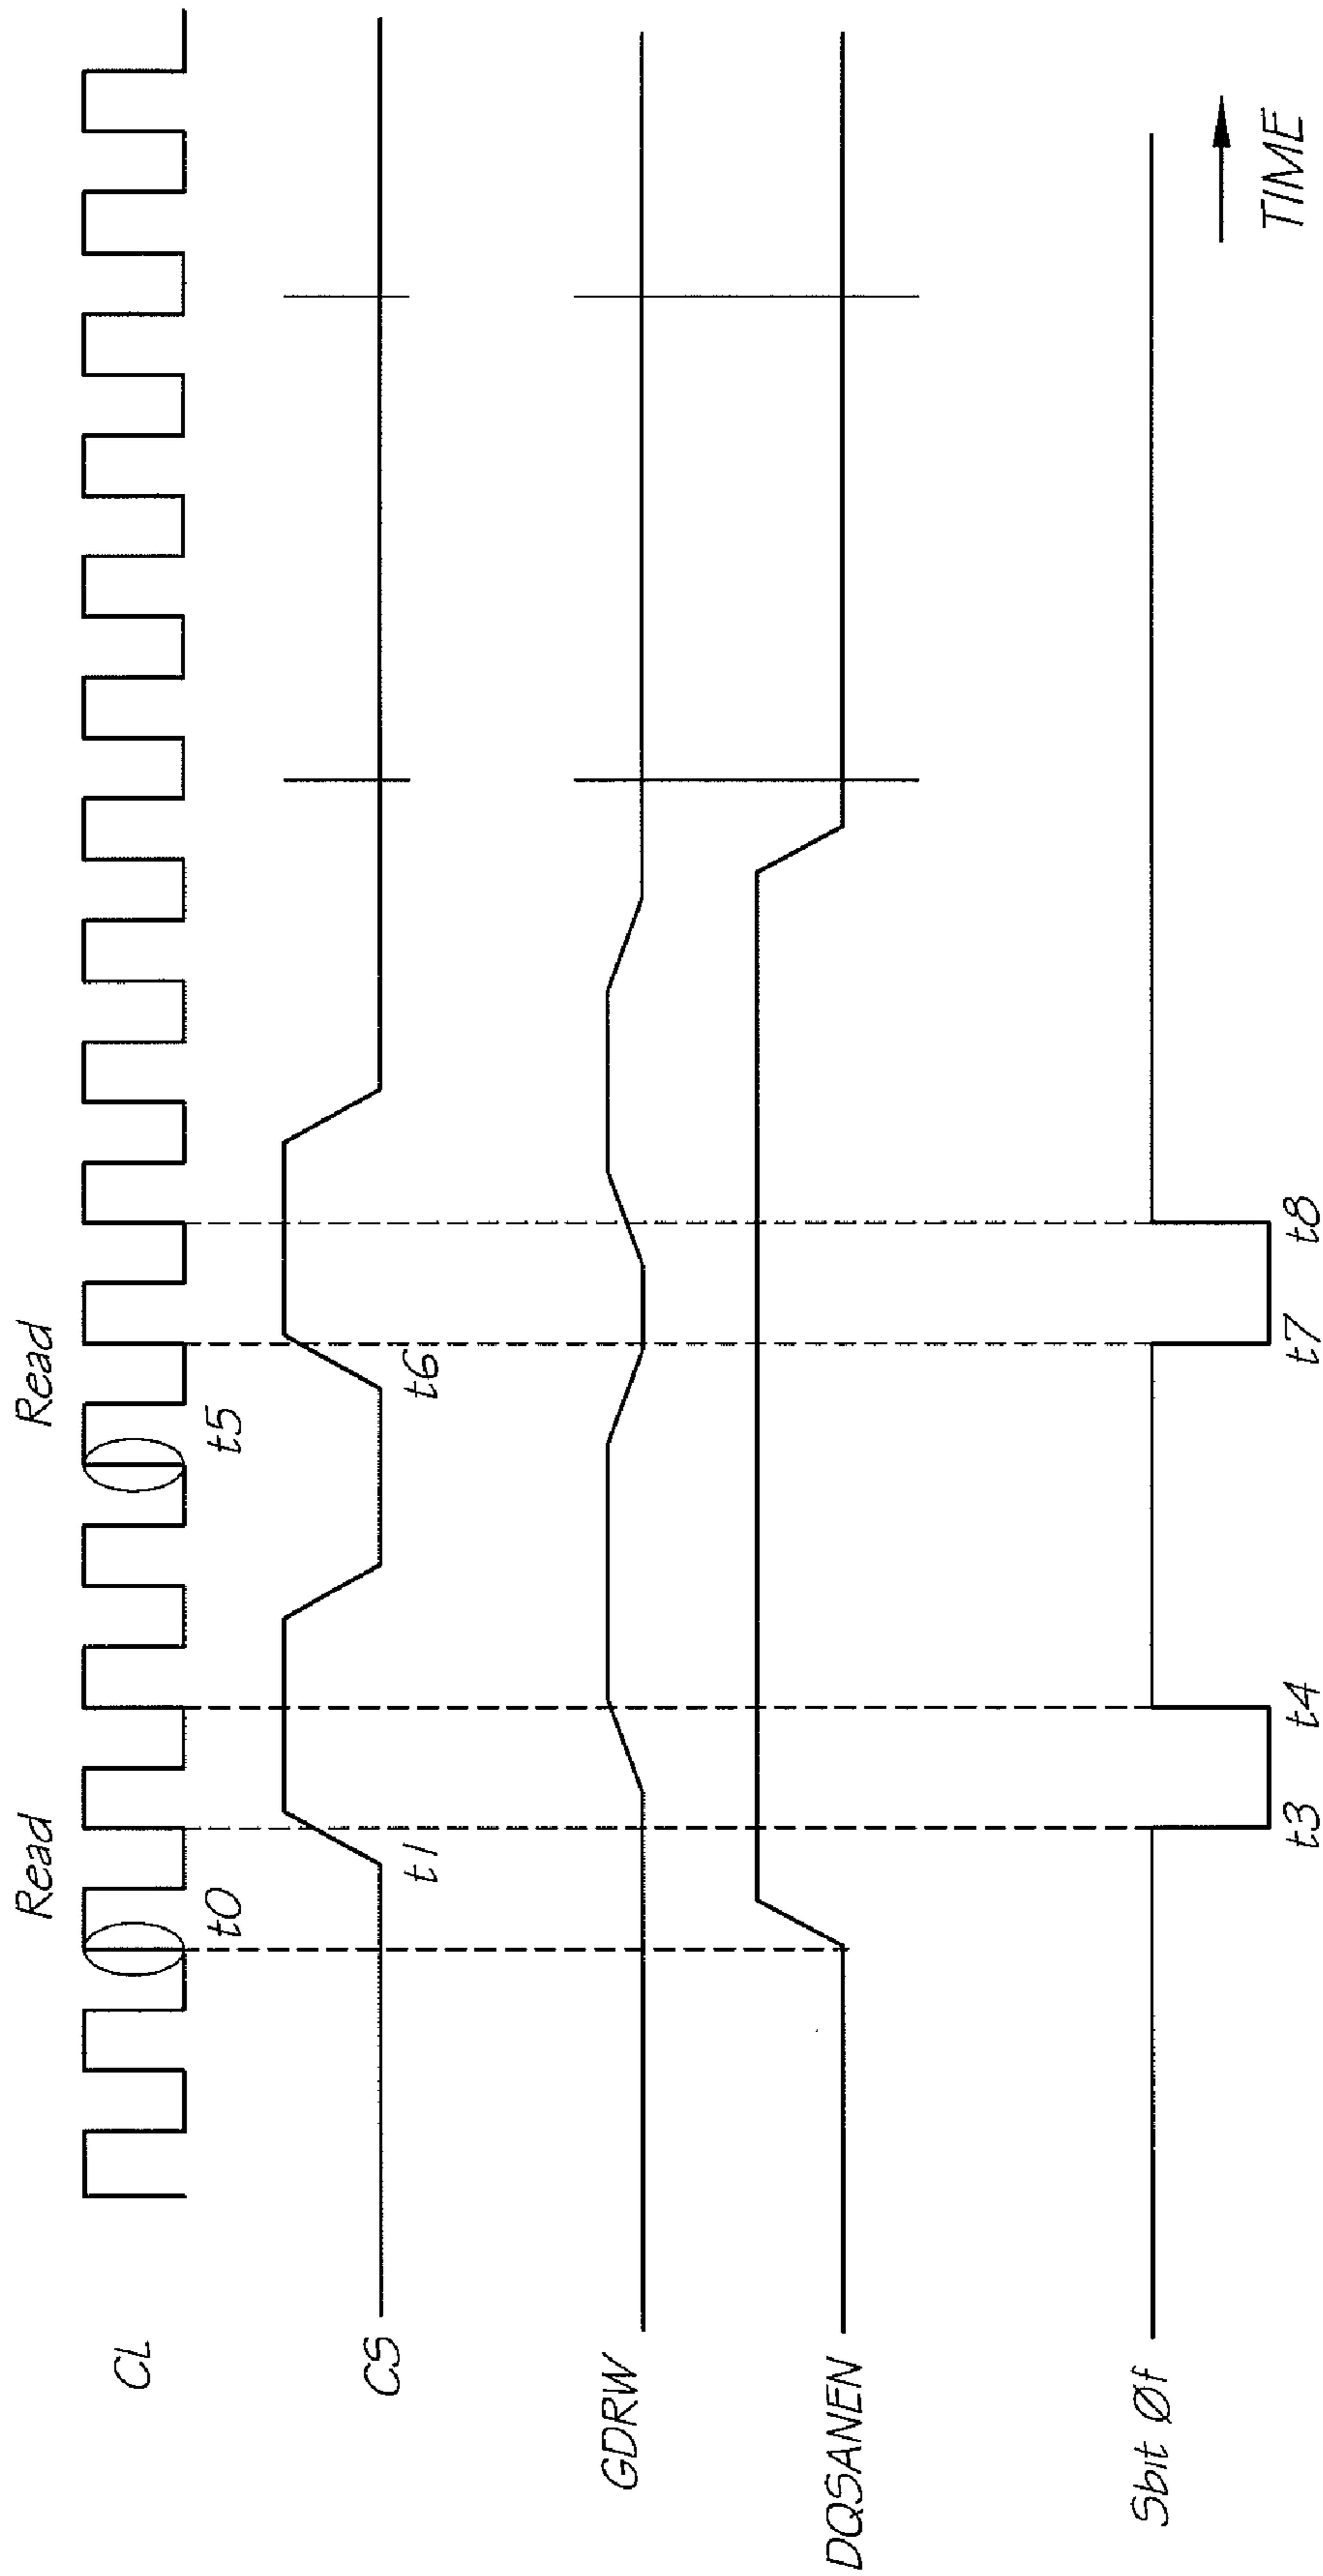 Read Read
CL
t0 t5
CS
t1 t6
GDRW
DQSANEN
Sbit Øf
t3 t4 t7 t8
TIME